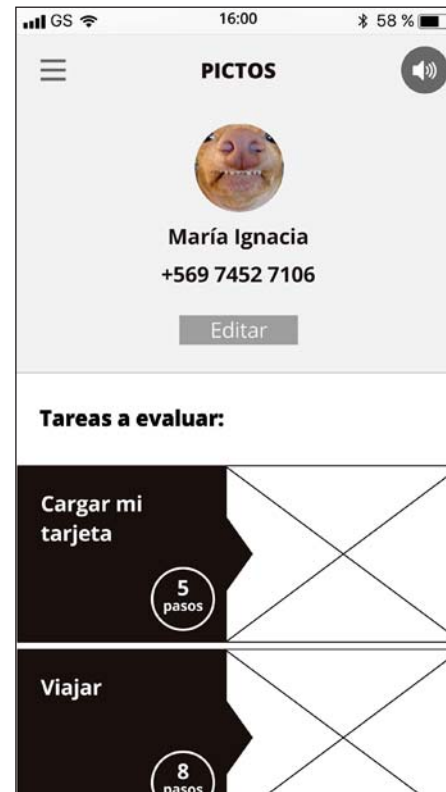 GS 16:00 58 %
PICTOS
María Ignacia
+569 7452 7106
Editar
Tareas a evaluar:
Cargar mi
tarjeta
5
pasos
Viajar
8
pasos